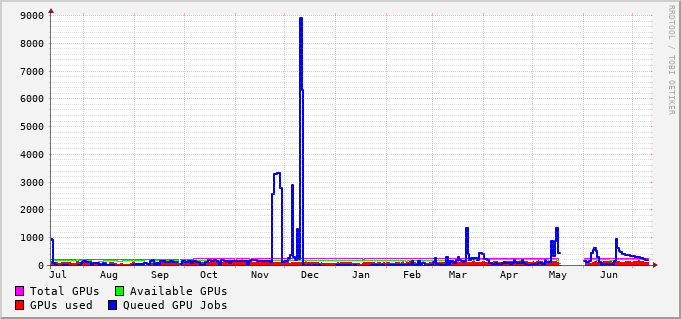 9000
8000
7000
6000
5000
4000
3000
2000
1000
0
Jul Aug Sep Oct Nov Dec Jan Feb Mar Apr May Jun
Total GPUs Available GPUs
GPUs used Queued GPU Jobs
RRDTOOL / TOBI OETIKER